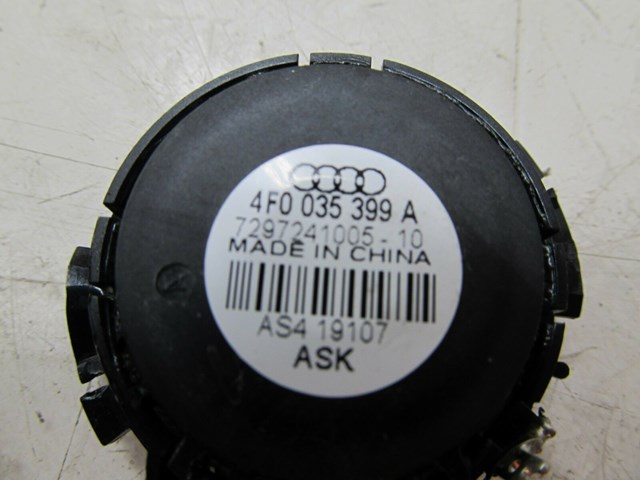 4F0 035 399 A
7297241005-10
MADE IN CHINA
AS4 19107
ASK